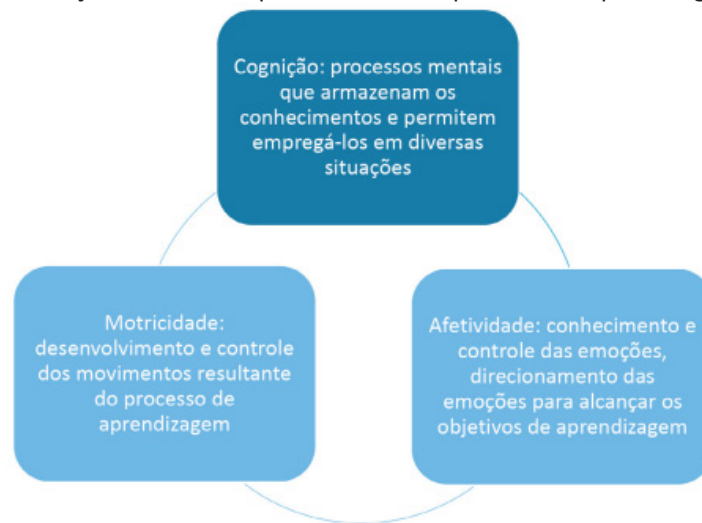 Cognição: processos mentais
que armazenam os
conhecimentos e permitem
empregá-los em diversas
situações
Motricidade:
desenvolvimento e controle
dos movimentos resultante
do processo de
aprendizagem
Afetividade: conhecimento e
controle das emoções,
direcionamento das
emoções para alcançar os
objetivos de aprendizagem